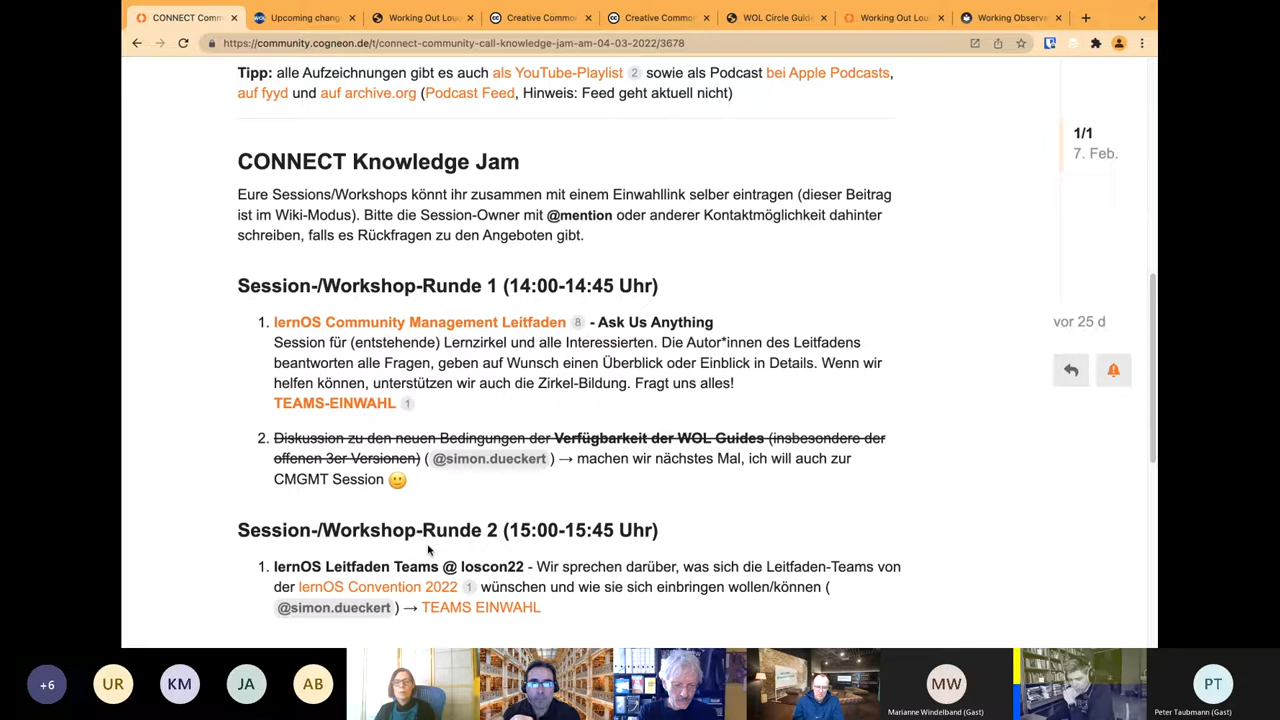 CONNECT Comm
Upcoming chang
Working Out Lou
Creative Commo
Creative Commo
WOL Circle Guid
Working Out Lou
Working Observa
https://community.cogneon.de/t/connect-community-call-knowledge-jam-am-04-03-2022/3678
Tipp: alle Aufzeichnungen gibt es auch als YouTube-Playlist 2 sowie als Podcast bei Apple Podcasts,
auf fyyd und auf archive.org (Podcast Feed, Hinweis: Feed geht aktuell nicht)
1/1
7. Feb.
CONNECT Knowledge Jam
Eure Sessions/Workshops könnt ihr zusammen mit einem Einwahllink selber eintragen (dieser Beitrag
ist im Wiki-Modus). Bitte die Session-Owner mit @mention oder anderer Kontaktmöglichkeit dahinter
schreiben, falls es Rückfragen zu den Angeboten gibt.
Session-/Workshop-Runde 1 (14:00-14:45 Uhr)
1. lernOS Community Management Leitfaden 8 - Ask Us Anything
Session für (entstehende) Lernzirkel und alle Interessierten. Die Autor*innen des Leitfadens
beantworten alle Fragen, geben auf Wunsch einen Überblick oder Einblick in Details. Wenn wir
helfen können, unterstützen wir auch die Zirkel-Bildung. Fragt uns alles!
TEAMS-EINWAHL 1
vor 25 d
2. Diskussion zu den neuen Bedingungen der Verfügbarkeit der WOL Guides (insbesondere der
offenen 3er Versionen) ( @simon.dueckert ) → machen wir nächstes Mal, ich will auch zur
CMGMT Session 🙂
Session-/Workshop-Runde 2 (15:00-15:45 Uhr)
1. lernOS Leitfaden Teams @ loscon22 - Wir sprechen darüber, was sich die Leitfaden-Teams von
der lernOS Convention 2022 1 wünschen und wie sie sich einbringen wollen/können (
@simon.dueckert ) → TEAMS EINWAHL
+6
UR
KM
JA
AB
MW
Marianne Windelband (Gast)
PT
Peter Taubmann (Gast)